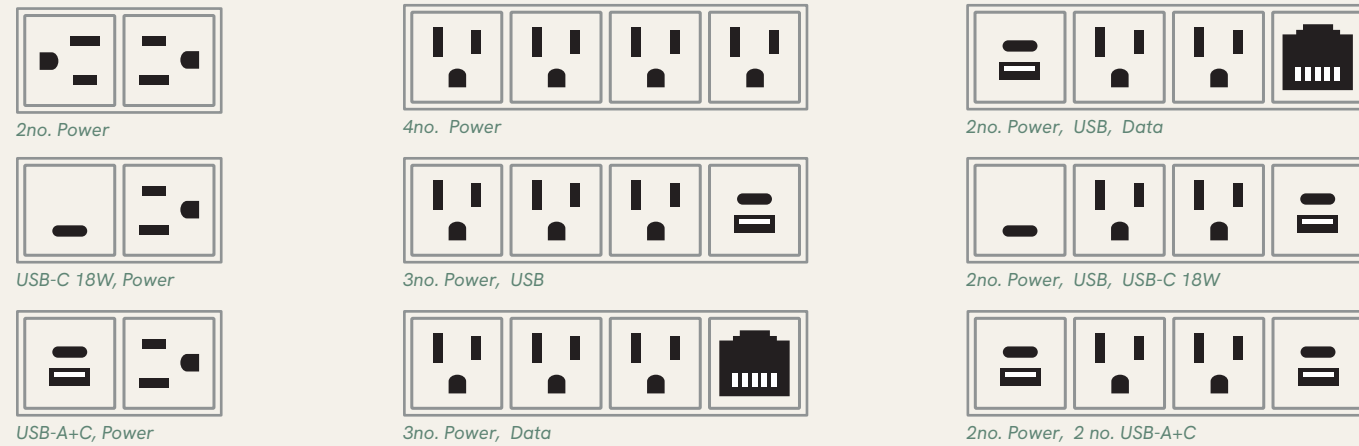 2no. Power
4no. Power
2no. Power, USB, Data
USB-C 18W, Power
3no. Power, USB
2no. Power, USB, USB-C 18W
USB-A+C, Power
3no. Power, Data
2no. Power, 2 no. USB-A+C